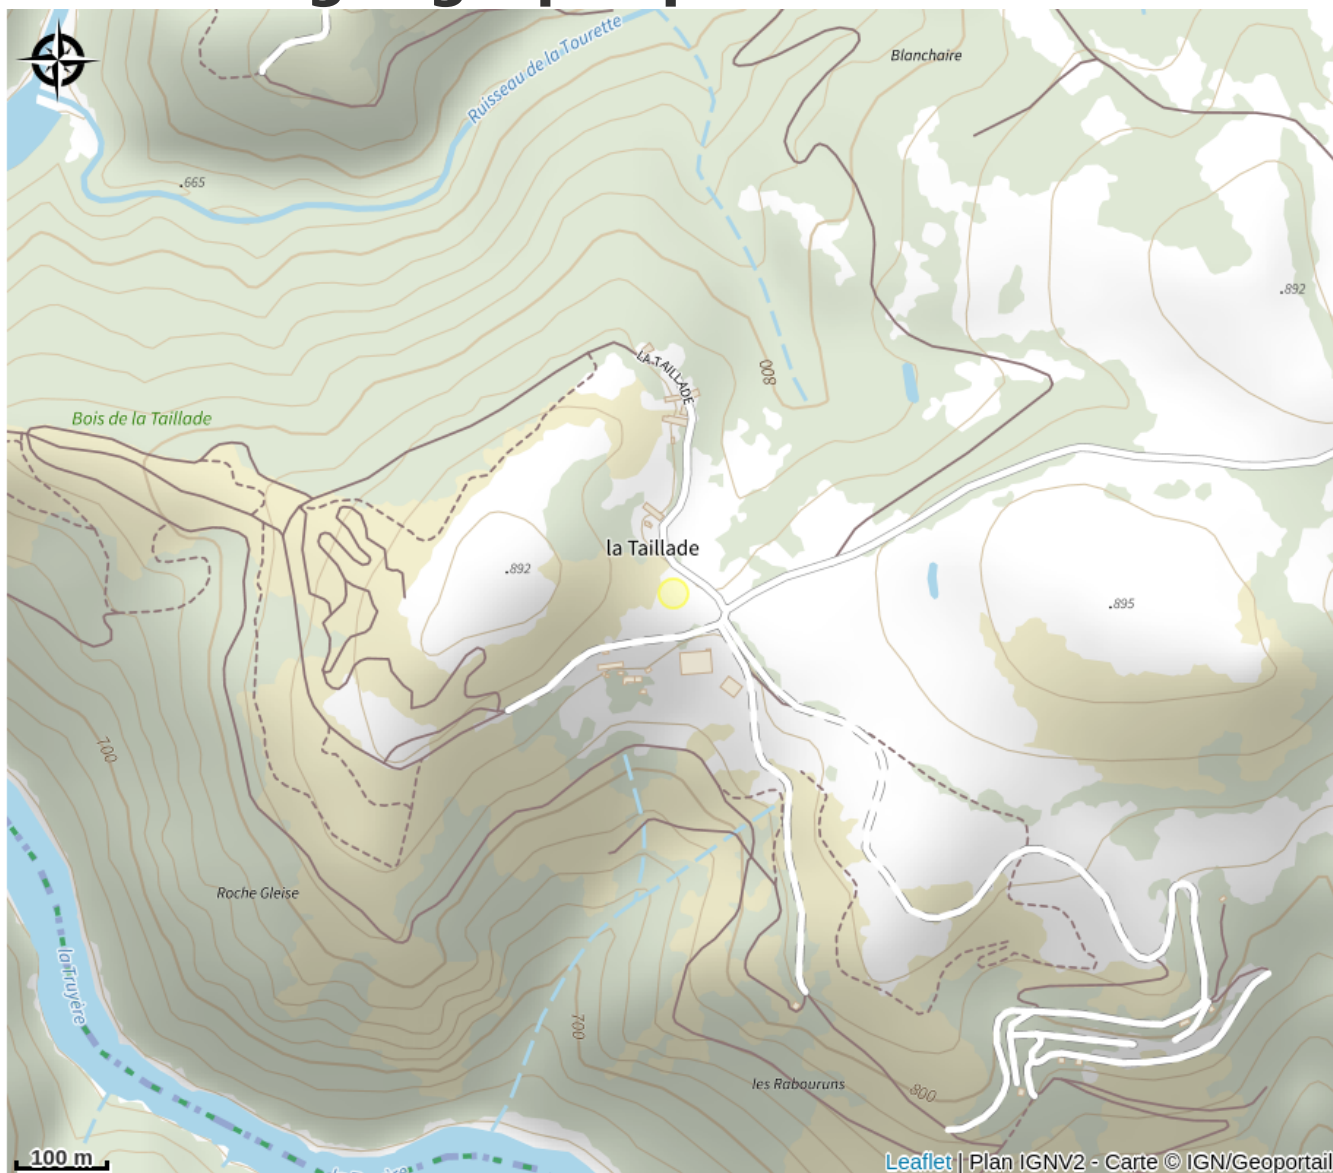 Ruisseau de la Tourette
Blanchaire
.665
.892
LA TAILLADE
800
Bois de la Taillade
la Taillade
.892
.895
700
Roche Gleise
la Truyère
700
les Rabouruns
800
100 m
Leaflet | Plan IGNV2 - Carte © IGN/Geoportail